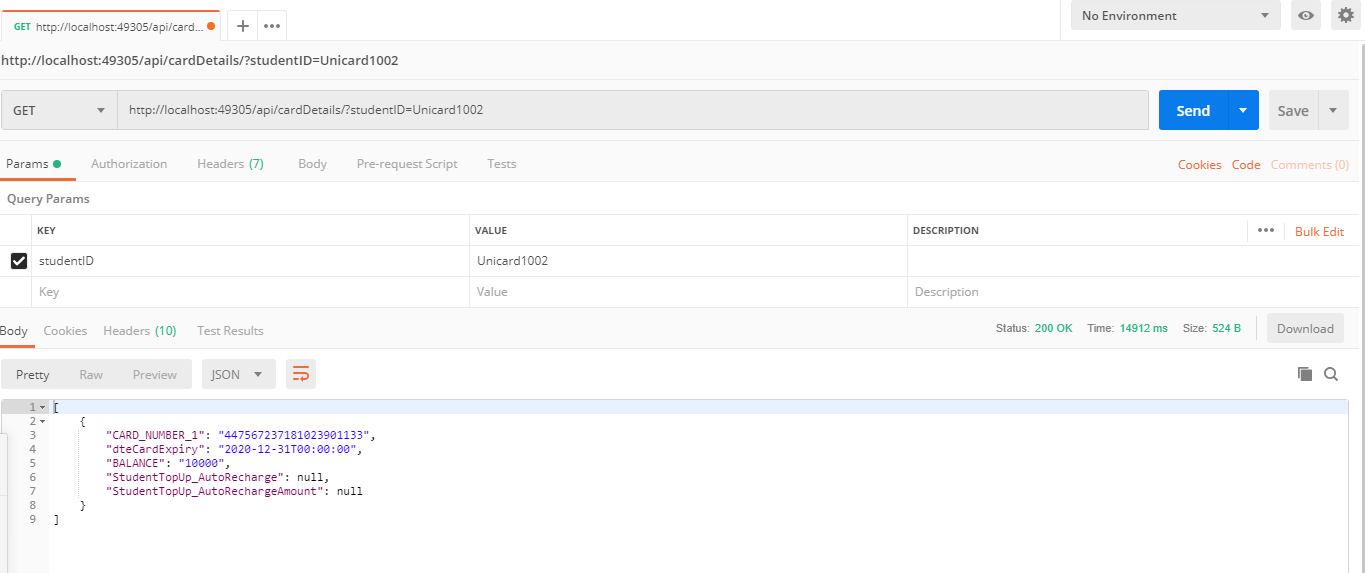 GET http://localhost:49305/api/card... + ••• No Environment
http://localhost:49305/api/cardDetails/?studentID=Unicard1002
GET http://localhost:49305/api/cardDetails/?studentID=Unicard1002 Send Save
Params Authorization Headers (7) Body Pre-request Script Tests Cookies Code Comments (0)
Query Params
KEY VALUE DESCRIPTION ••• Bulk Edit
studentID Unicard1002
Key Value Description
Body Cookies Headers (10) Test Results Status: 200 OK Time: 14912 ms Size: 524 B Download
Pretty Raw Preview JSON
1 [
2 {
3 "CARD_NUMBER_1": "447567237181023901133",
4 "dteCardExpiry": "2020-12-31T00:00:00",
5 "BALANCE": "10000",
6 "StudentTopUp_AutoRecharge": null,
7 "StudentTopUp_AutoRechargeAmount": null
8 }
9 ]